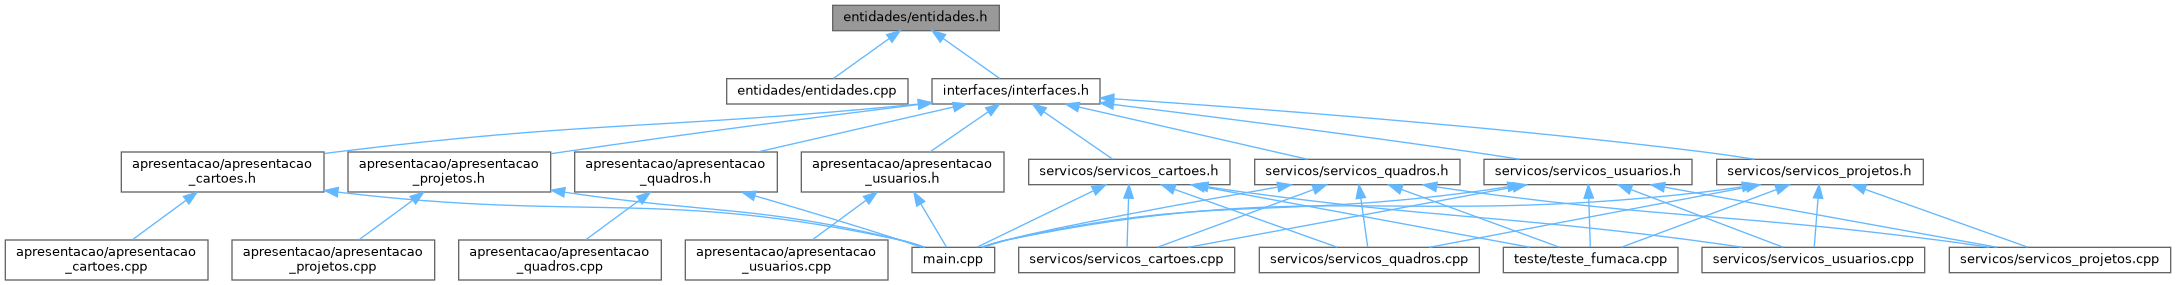 entidades/entidades.h
entidades/entidades.cpp
interfaces/interfaces.h
apresentacao/apresentacao
_cartoes.h
apresentacao/apresentacao
_projetos.h
apresentacao/apresentacao
_quadros.h
apresentacao/apresentacao
_usuarios.h
servicos/servicos_cartoes.h
servicos/servicos_quadros.h
servicos/servicos_usuarios.h
servicos/servicos_projetos.h
apresentacao/apresentacao
_cartoes.cpp
apresentacao/apresentacao
_projetos.cpp
apresentacao/apresentacao
_quadros.cpp
apresentacao/apresentacao
_usuarios.cpp
main.cpp
servicos/servicos_cartoes.cpp
servicos/servicos_quadros.cpp
teste/teste_fumaca.cpp
servicos/servicos_usuarios.cpp
servicos/servicos_projetos.cpp